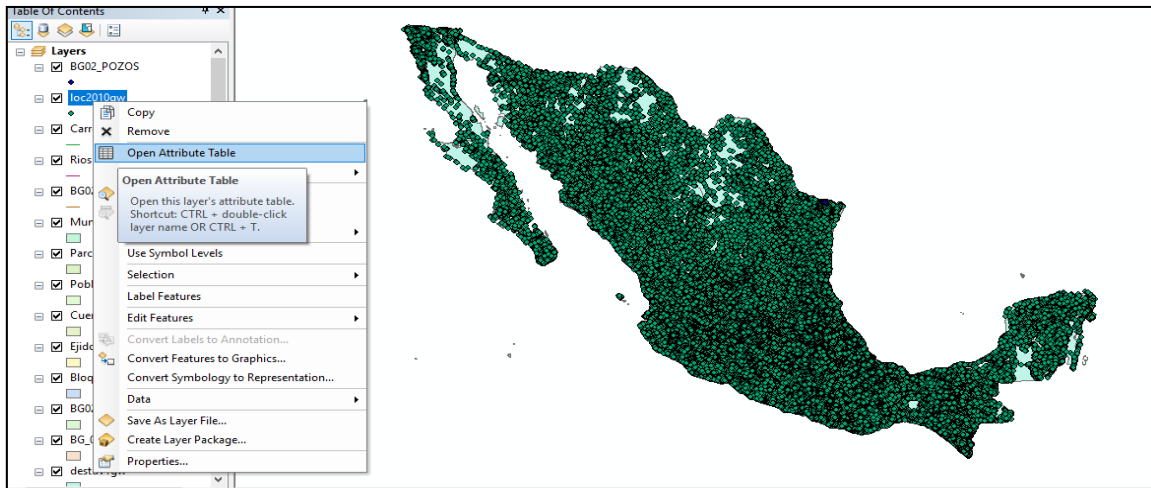 Table Of Contents
Layers
BG02_POZOS
loc2010gw
Carr
Copy
Remove
Rios
Open Attribute Table
BG02
Open Attribute Table
Open this layer's attribute table.
Shortcut: CTRL + double-click
layer name OR CTRL + T.
Mun
Parc
Use Symbol Levels
Selection
Pobl
Label Features
Cuer
Edit Features
Convert Labels to Annotation...
Ejido
Convert Features to Graphics...
Bloq
Convert Symbology to Representation...
Data
BG02
Save As Layer File...
BG_0
Create Layer Package...
Properties...